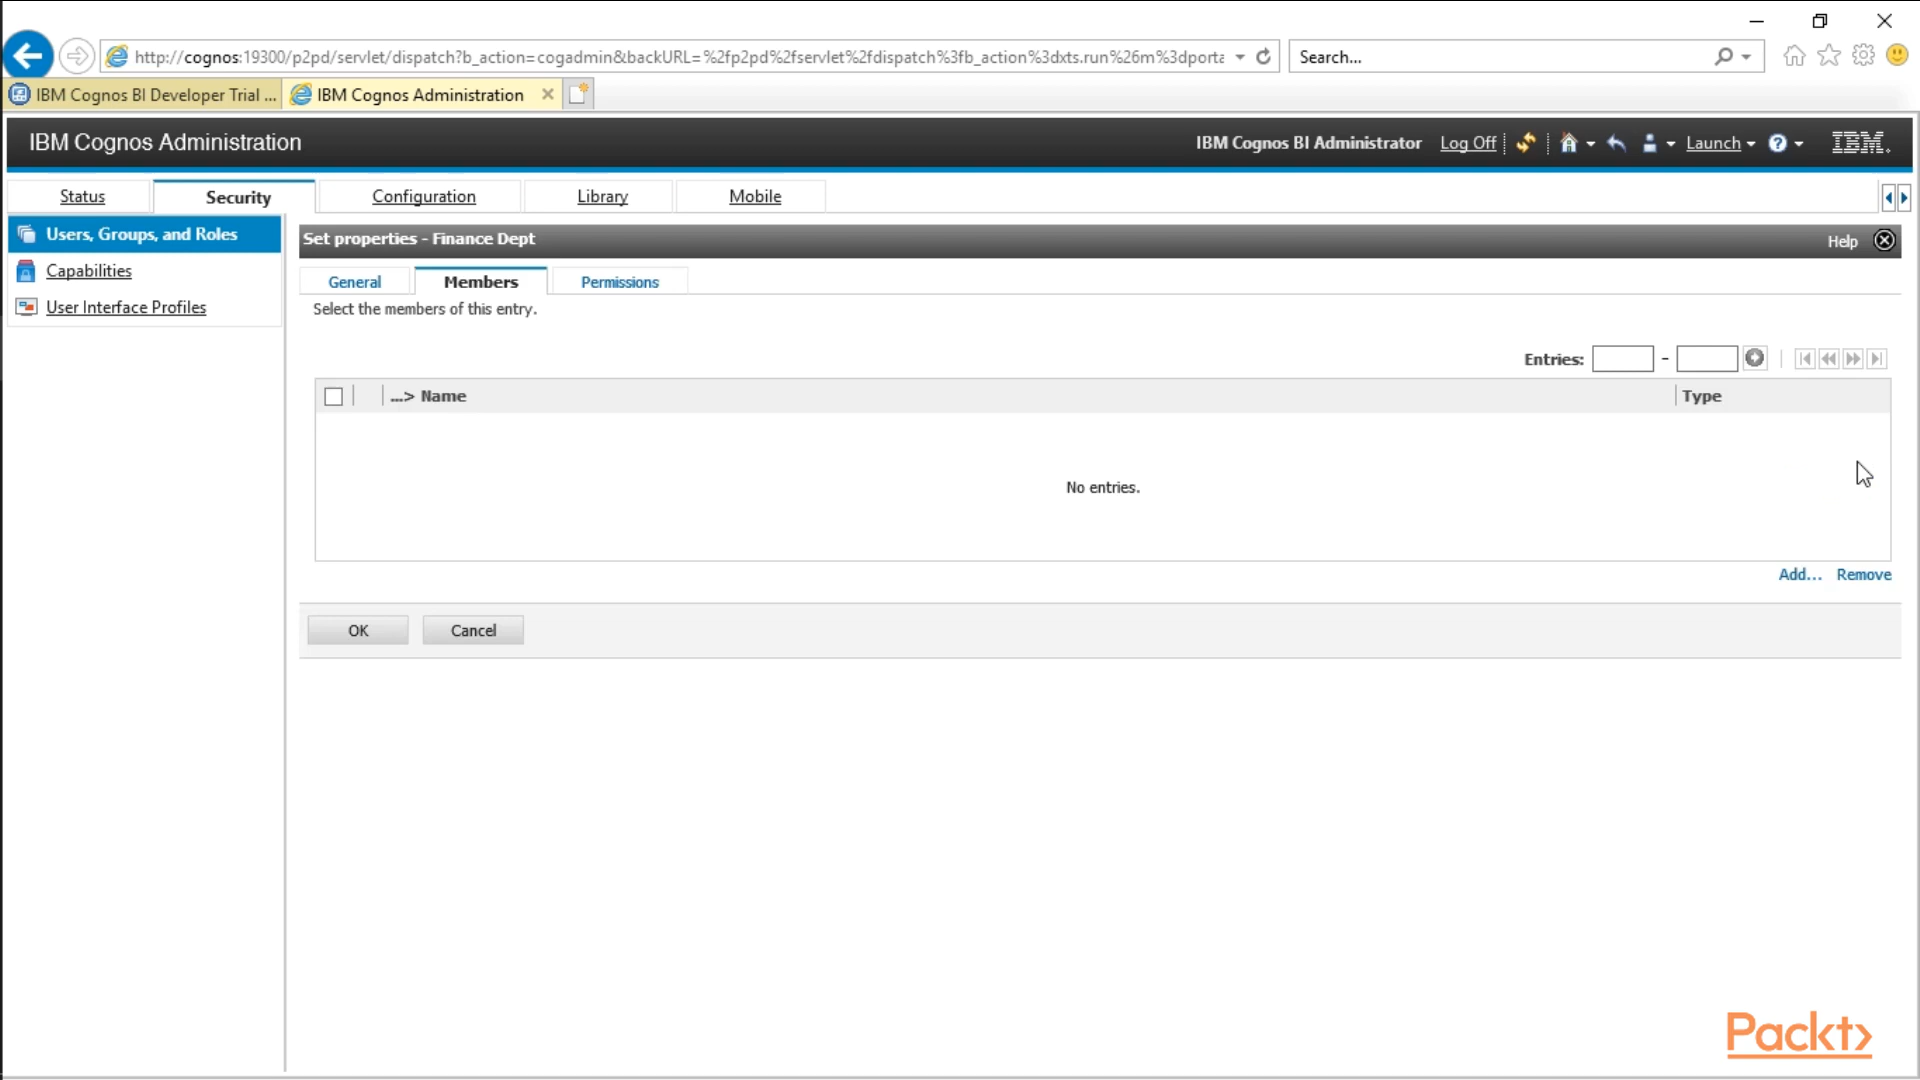 http://cognos:19300/p2pd/servlet/dispatch?b_action=cogadmin&backURL=%2fp2pd%2fservlet%2fdispatch%3fb_action%3dxts.run%26m%3dporta
Search...
IBM Cognos BI Developer Trial ...
IBM Cognos Administration
IBM Cognos Administration
IBM Cognos BI Administrator Log Off Launch IBM.
Status Security Configuration Library Mobile
Users, Groups, and Roles
Capabilities
User Interface Profiles
Set properties - Finance Dept
Help
General Members Permissions
Select the members of this entry.
Entries: -
...> Name Type
No entries.
Add... Remove
OK Cancel
Packt>